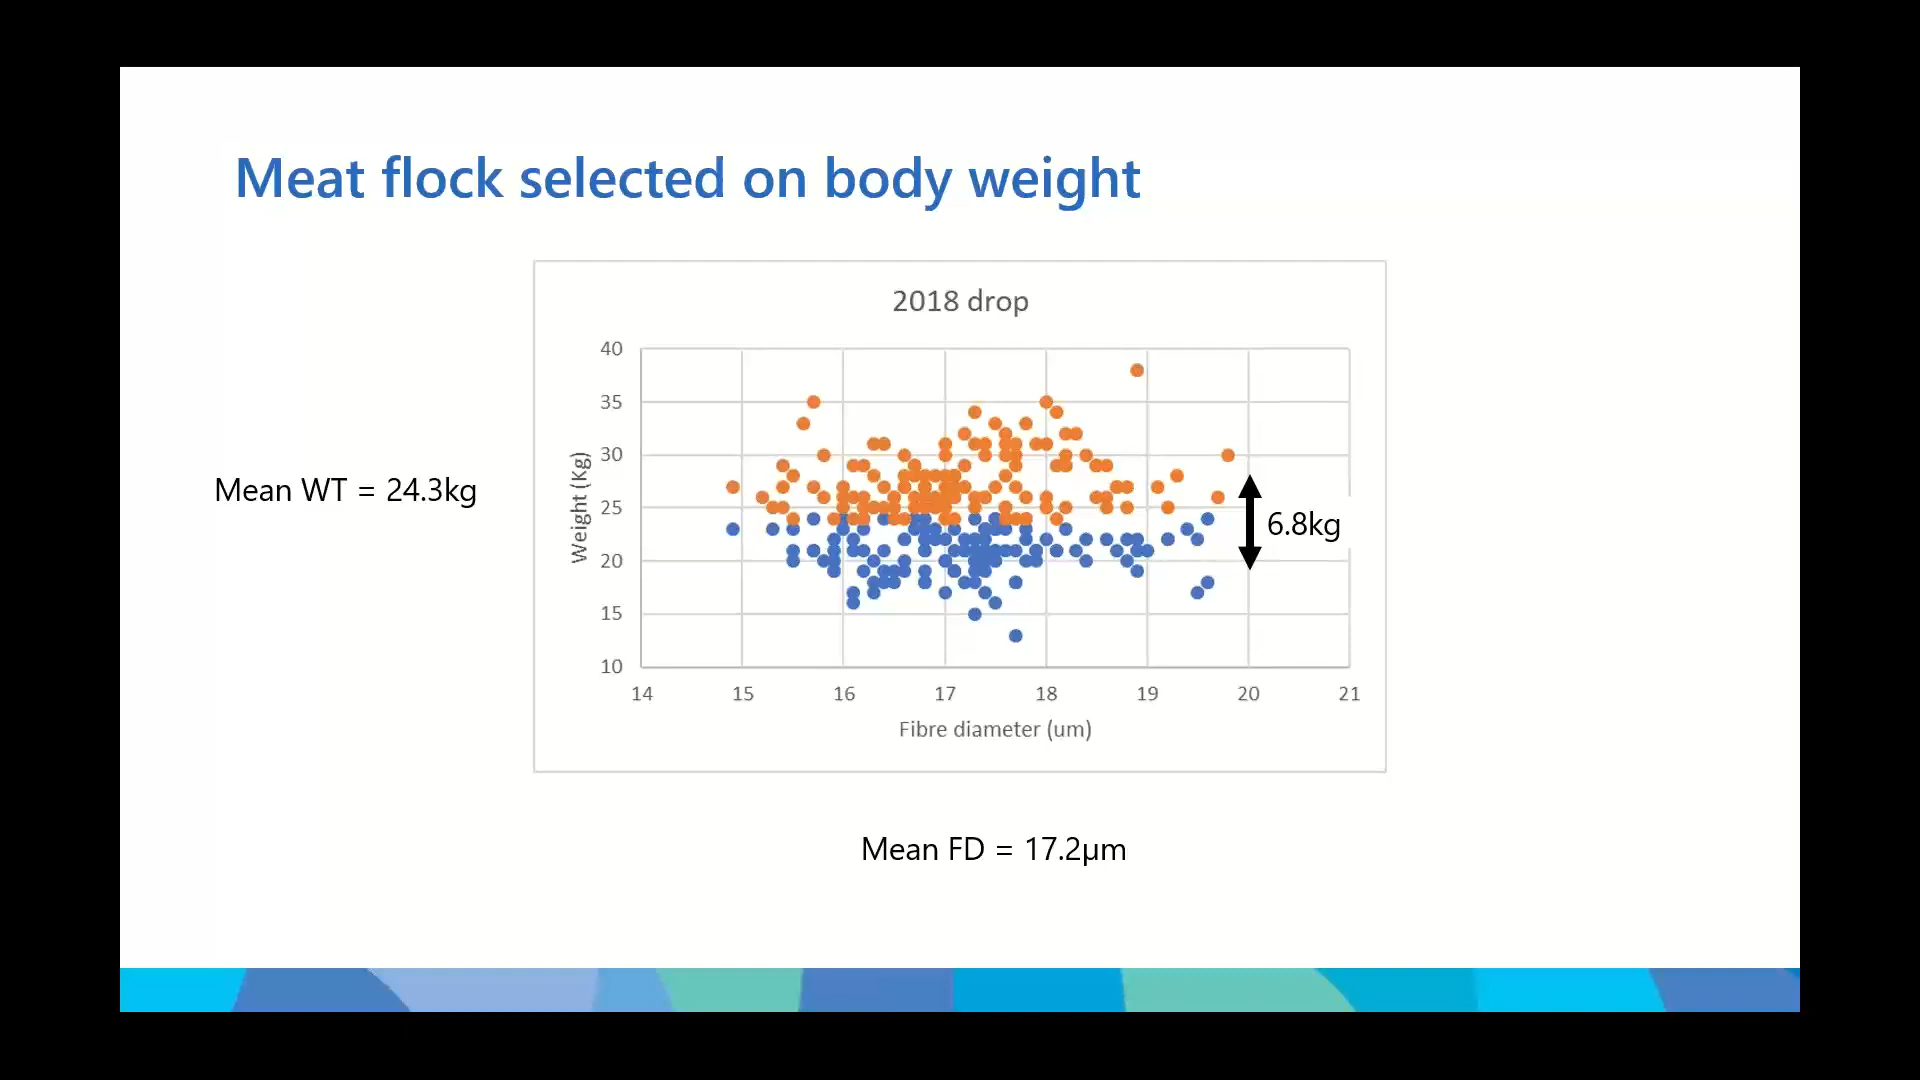 Meat flock selected on body weight
2018 drop
40
35
30
25
20
15
10
Weight (Kg)
14 15 16 17 18 19 20 21
Fibre diameter (um)
Mean WT = 24.3kg
6.8kg
Mean FD = 17.2µm